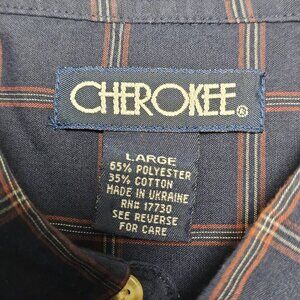 CHEROKEE®
LARGE
65% POLYESTER
35% COTTON
MADE IN UKRAINE
RN# 17730
SEE REVERSE
FOR CARE